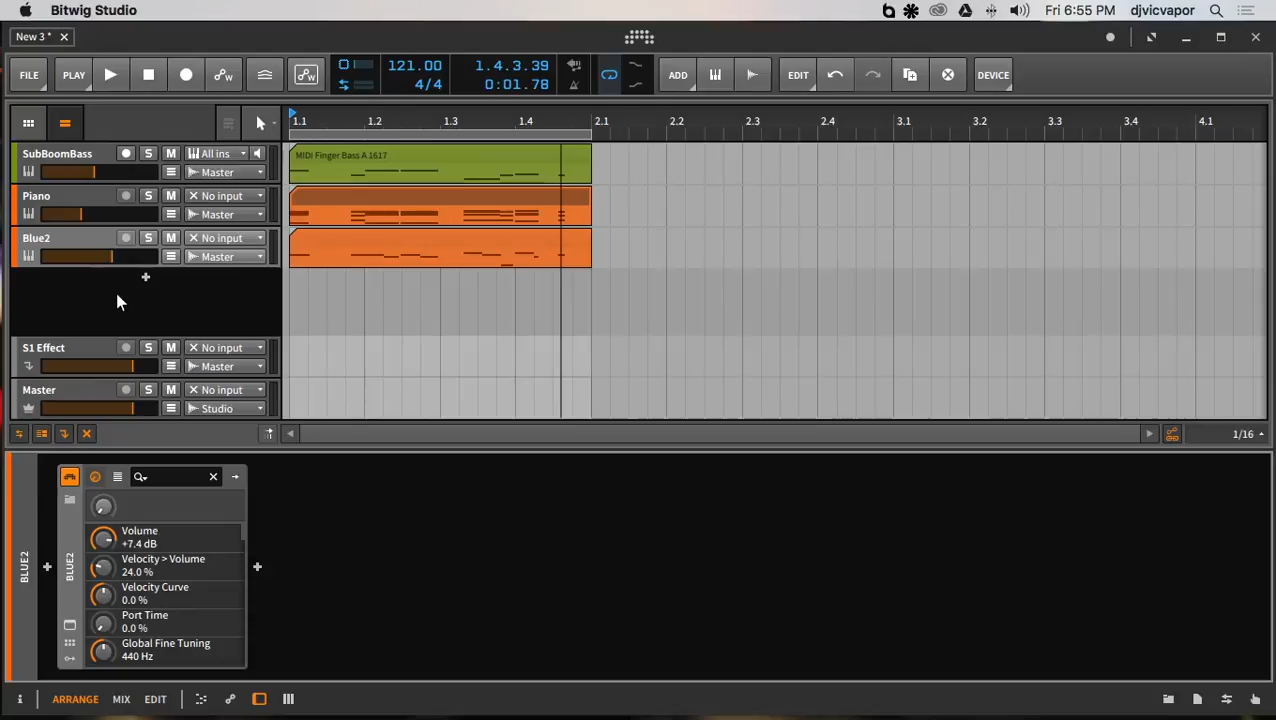 Bitwig Studio
Fri 6:55 PM djvicvapor
New 3 *
FILE PLAY 121.00 4/4 1.4.3.39 0:01.78 ADD EDIT DEVICE
1.1 1.2 1.3 1.4 2.1 2.2 2.3 2.4 3.1 3.2 3.3 3.4 4.1
SubBoomBass S M All ins
Master
MIDI Finger Bass A 1617
Piano S M No input
Master
Blue2 S M No input
Master
S1 Effect S M No input
Master
Master S M No input
Studio
1/16
BLUE2
BLUE2
Volume
+7.4 dB
Velocity > Volume
24.0 %
Velocity Curve
0.0 %
Port Time
0.0 %
Global Fine Tuning
440 Hz
ARRANGE MIX EDIT